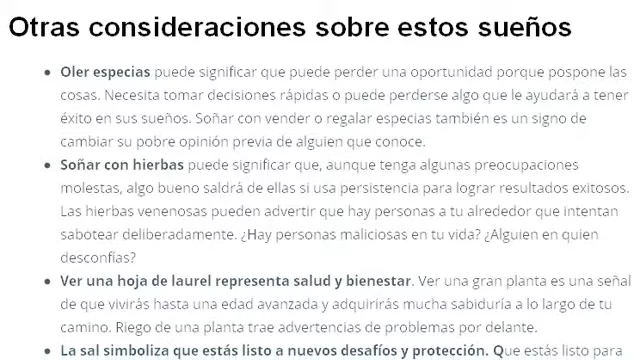 Otras consideraciones sobre estos sueños
• Oler especias puede significar que puede perder una oportunidad porque pospone las
cosas. Necesita tomar decisiones rápidas o puede perderse algo que le ayudará a tener
éxito en sus sueños. Soñar con vender o regalar especias también es un signo de
cambiar su pobre opinión previa de alguien que conoce.
• Soñar con hierbas puede significar que, aunque tenga algunas preocupaciones
molestas, algo bueno saldrá de ellas si usa persistencia para lograr resultados exitosos.
Las hierbas venenosas pueden advertir que hay personas a tu alrededor que intentan
sabotear deliberadamente. ¿Hay personas maliciosas en tu vida? ¿Alguien en quien
desconfías?
• Ver una hoja de laurel representa salud y bienestar. Ver una gran planta es una señal
de que vivirás hasta una edad avanzada y adquirirás mucha sabiduría a lo largo de tu
camino. Riego de una planta trae advertencias de problemas por delante.
• La sal simboliza que estás listo a nuevos desafíos y protección. Que estás listo para